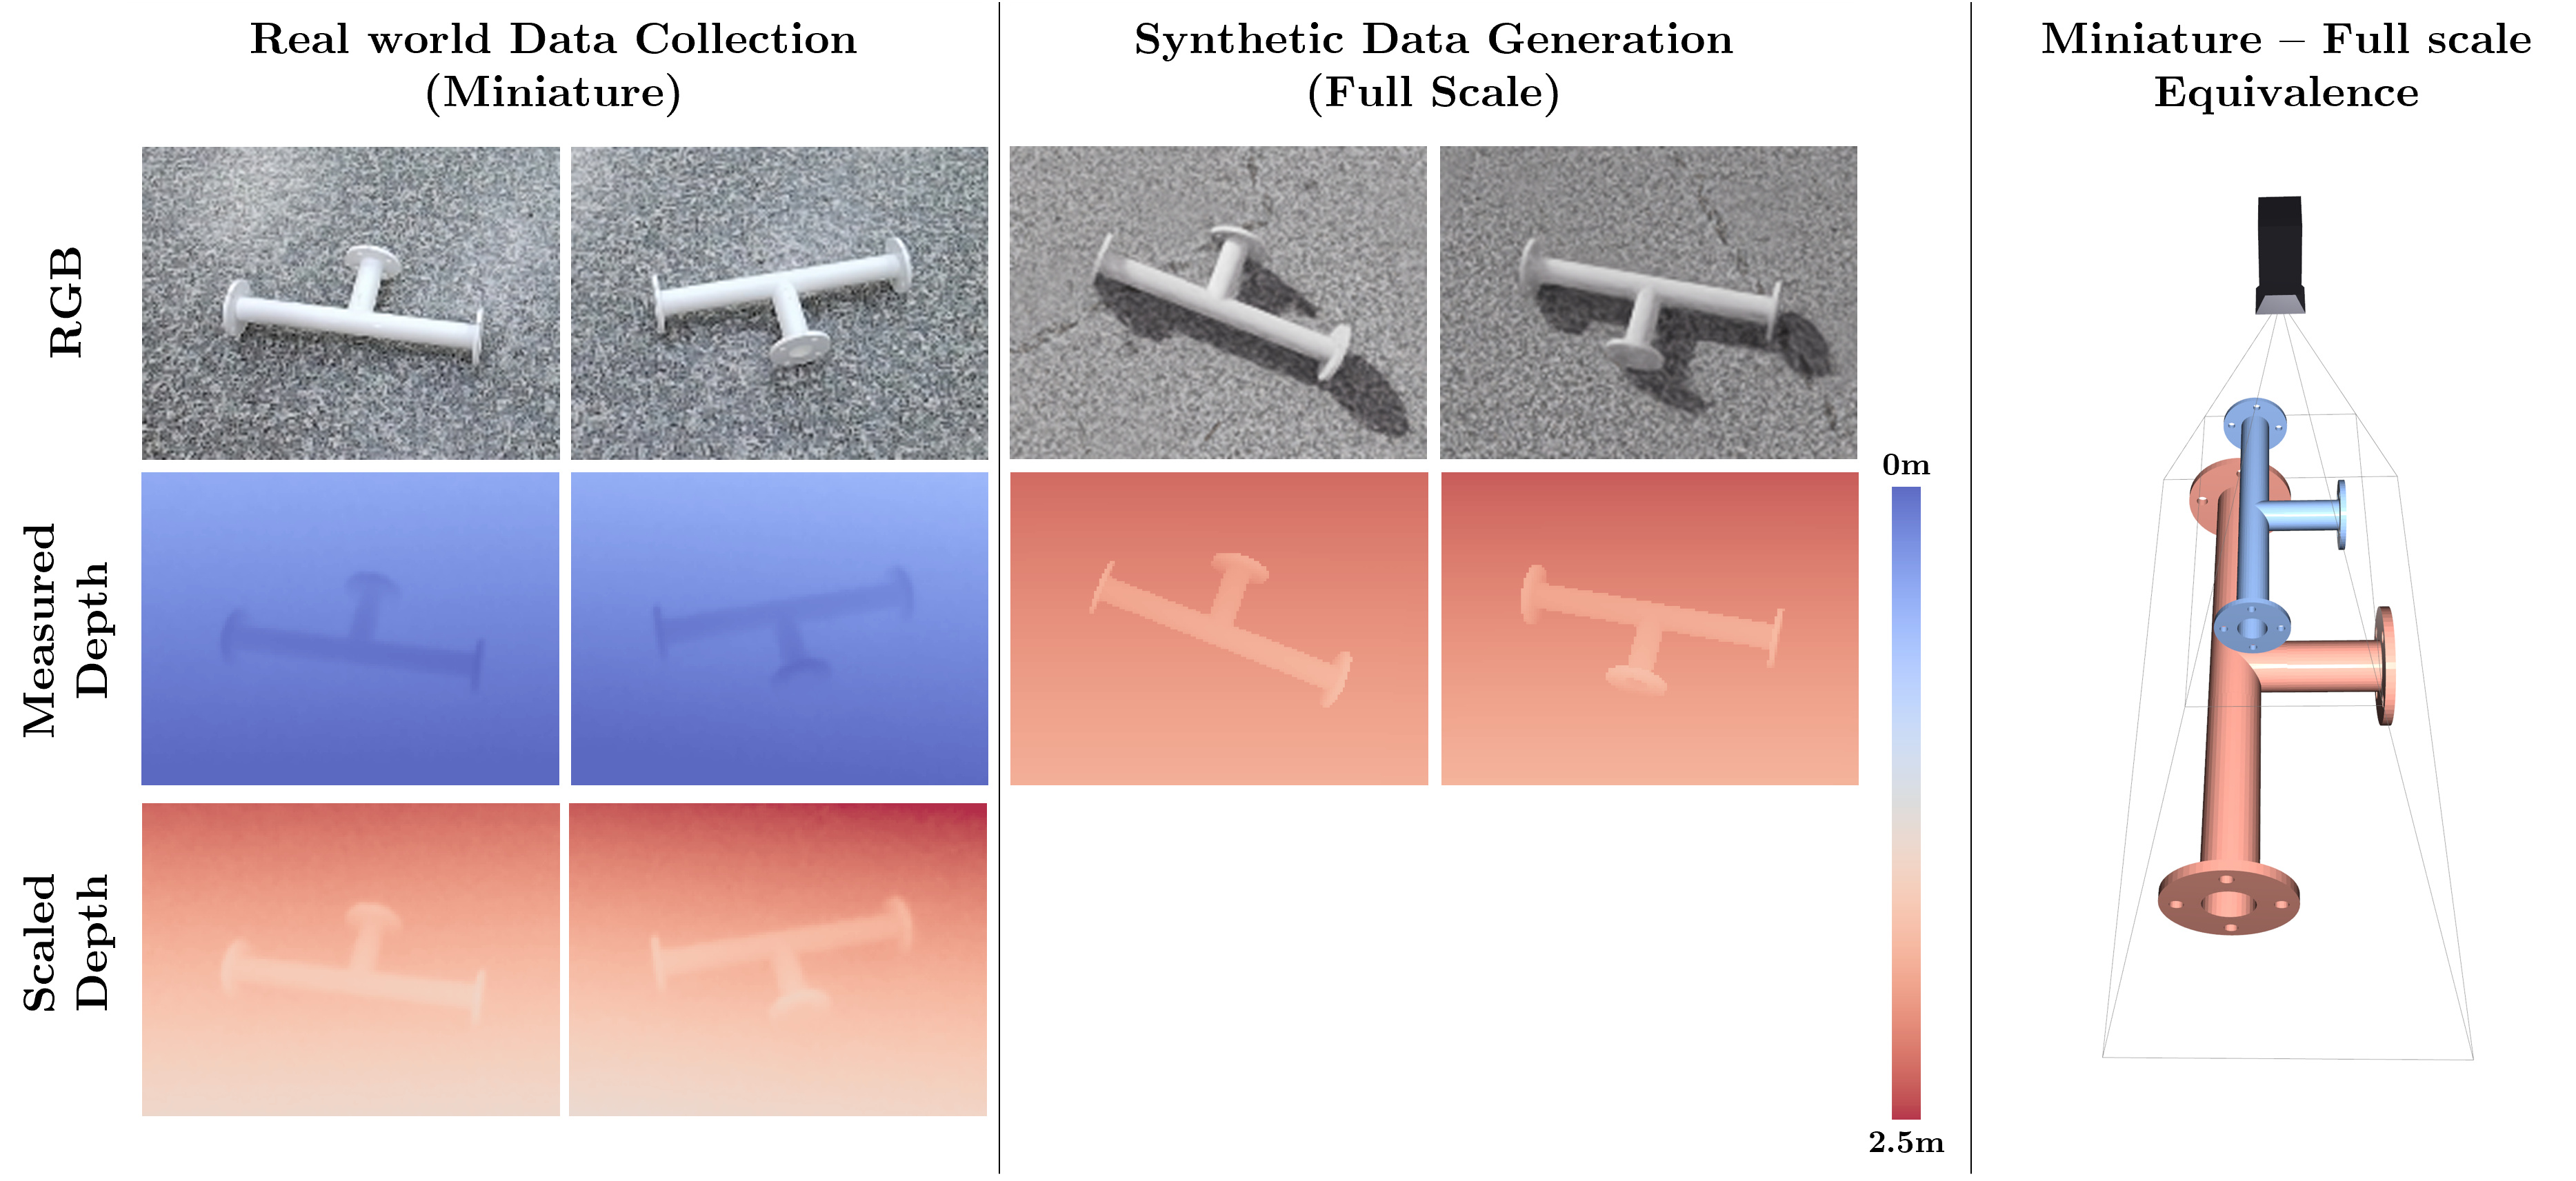 Real world Data Collection
(Miniature)
Synthetic Data Generation
(Full Scale)
Miniature – Full scale
Equivalence
RGB
Measured
Depth
Scaled
Depth
0m
2.5m